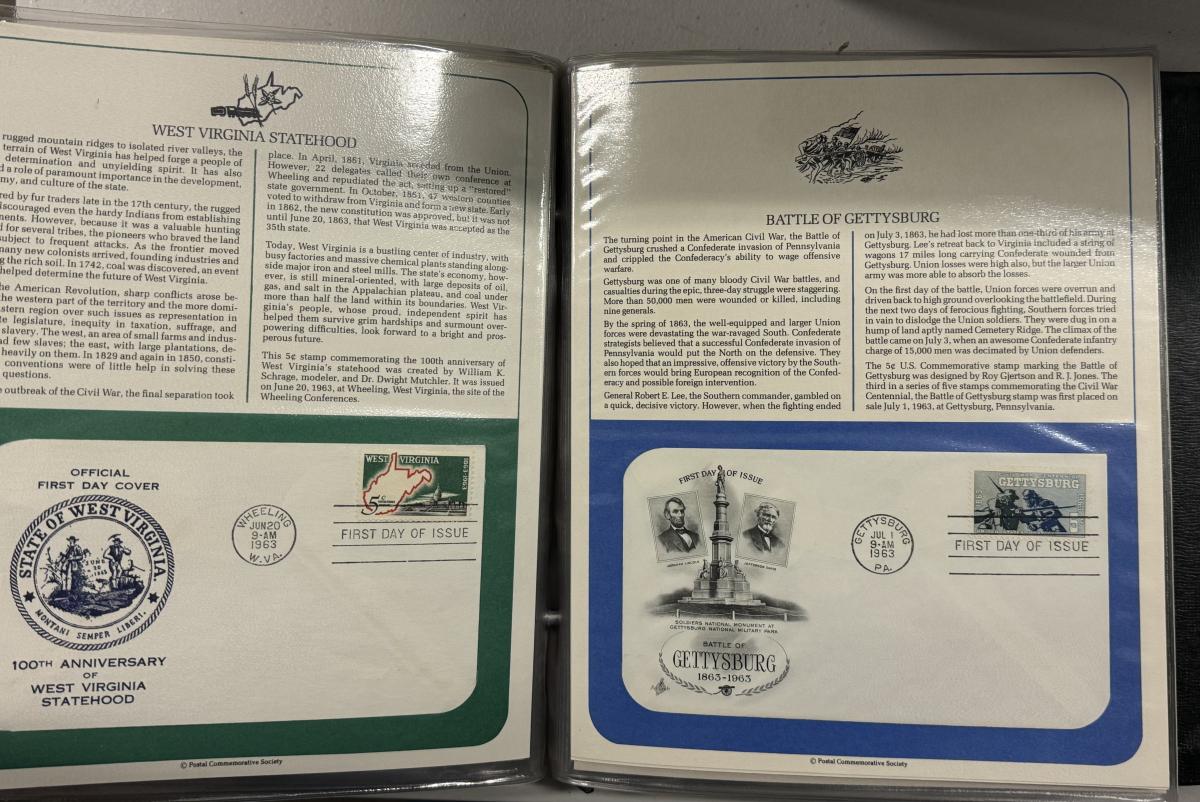 WEST VIRGINIA STATEHOOD
rugged mountain ridges to isolated river valleys, the
terrain of West Virginia has helped forge a people of
determination and unyielding spirit. It has also
a role of paramount importance in the development,
my, and culture of the state.
red by fur traders late in the 17th century, the rugged
iscouraged even the hardy Indians from establishing
ments. However, because it was a valuable hunting
d for several tribes, the pioneers who braved the land
subject to frequent attacks. As the frontier moved
many new colonists arrived, founding industries and
g the rich soil. In 1742, coal was discovered, an event
helped determine the future of West Virginia.
he American Revolution, sharp conflicts arose be-
the western part of the territory and the more domi-
stern region over such issues as representation in
te legislature, inequity in taxation, suffrage, and
slavery. The west, an area of small farms and indus-
ad few slaves; the east, with large plantations, de-
heavily on them. In 1829 and again in 1850, consti-
conventions were of little help in solving these
questions.
outbreak of the Civil War, the final separation took
place. In April, 1861, Virginia seceded from the Union.
However, 22 delegates called their own conference at
Wheeling and repudiated the act, setting up a "restored"
state government. In October, 1861, 47 western counties
voted to withdraw from Virginia and form a new state. Early
in 1862, the new constitution was approved, but it was not
until June 20, 1863, that West Virginia was accepted as the
35th state.
Today, West Virginia is a bustling center of industry, with
busy factories and massive chemical plants standing along-
side major iron and steel mills. The state's economy, how-
ever, is still mineral-oriented, with large deposits of oil,
gas, and salt in the Appalachian Plateau, and coal under
more than half the land within its boundaries. West Vir-
ginia's people, whose proud, independent spirit has
helped them survive grim hardships and surmount over-
powering difficulties, look forward to a bright and pros-
perous future.
This 5¢ stamp commemorating the 100th anniversary of
West Virginia's statehood was created by William K.
Schrage, modeler, and Dr. Dwight Mutchler. It was issued
on June 20, 1963, at Wheeling, West Virginia, the site of the
Wheeling Conferences.
OFFICIAL
FIRST DAY COVER
STATE OF WEST VIRGINIA
JUNE
20
1863
MONTANI SEMPER LIBERI.
100TH ANNIVERSARY
OF
WEST VIRGINIA
STATEHOOD
WHEELING
JUN 20
9-AM
1963
W.VA.
WEST VIRGINIA
1863-1963
5¢
FIRST DAY OF ISSUE
© Postal Commemorative Society
BATTLE OF GETTYSBURG
The turning point in the American Civil War, the Battle of
Gettysburg crushed a Confederate invasion of Pennsylvania
and crippled the Confederacy's ability to wage offensive
warfare.
Gettysburg was one of many bloody Civil War battles, and
casualties during the epic, three-day struggle were staggering.
More than 50,000 men were wounded or killed, including
nine generals.
By the spring of 1863, the well-equipped and larger Union
forces were devastating the war-ravaged South. Confederate
strategists believed that a successful Confederate invasion of
Pennsylvania would put the North on the defensive. They
also hoped that an impressive, offensive victory by the South-
ern forces would bring European recognition of the Confed-
eracy and possible foreign intervention.
General Robert E. Lee, the Southern commander, gambled on
a quick, decisive victory. However, when the fighting ended
on July 3, 1863, he had lost more than one-third of his army at
Gettysburg. Lee's retreat back to Virginia included a string of
wagons 17 miles long carrying Confederate wounded from
Gettysburg. Union losses were high also, but the larger Union
army was more able to absorb the losses.
On the first day of the battle, Union forces were overrun and
driven back to high ground overlooking the battlefield. During
the next two days of ferocious fighting, Southern forces tried
in vain to dislodge the Union soldiers. They were dug in on a
hump of land aptly named Cemetery Ridge. The climax of the
battle came on July 3, when an awesome Confederate infantry
charge of 15,000 men was decimated by Union defenders.
The 5¢ U.S. Commemorative stamp marking the Battle of
Gettysburg was designed by Roy Gjertson and R. J. Jones. The
third in a series of five stamps commemorating the Civil War
Centennial, the Battle of Gettysburg stamp was first placed on
sale July 1, 1963, at Gettysburg, Pennsylvania.
FIRST DAY OF ISSUE
ABRAHAM LINCOLN
JEFFERSON DAVIS
SOLDIERS NATIONAL MONUMENT AT
GETTYSBURG NATIONAL MILITARY PARK
BATTLE OF
GETTYSBURG
1863-1963
GETTYSBURG
JUL 1
9-AM
1963
PA.
GETTYSBURG
FIRST DAY OF ISSUE
© Postal Commemorative Society